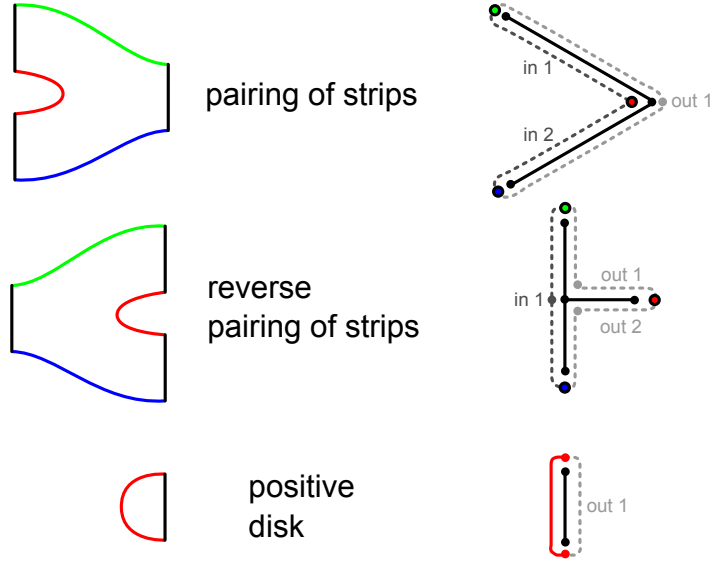 pairing of strips
in 1
out 1
in 2
reverse
pairing of strips
out 1
in 1
out 2
positive
disk
out 1